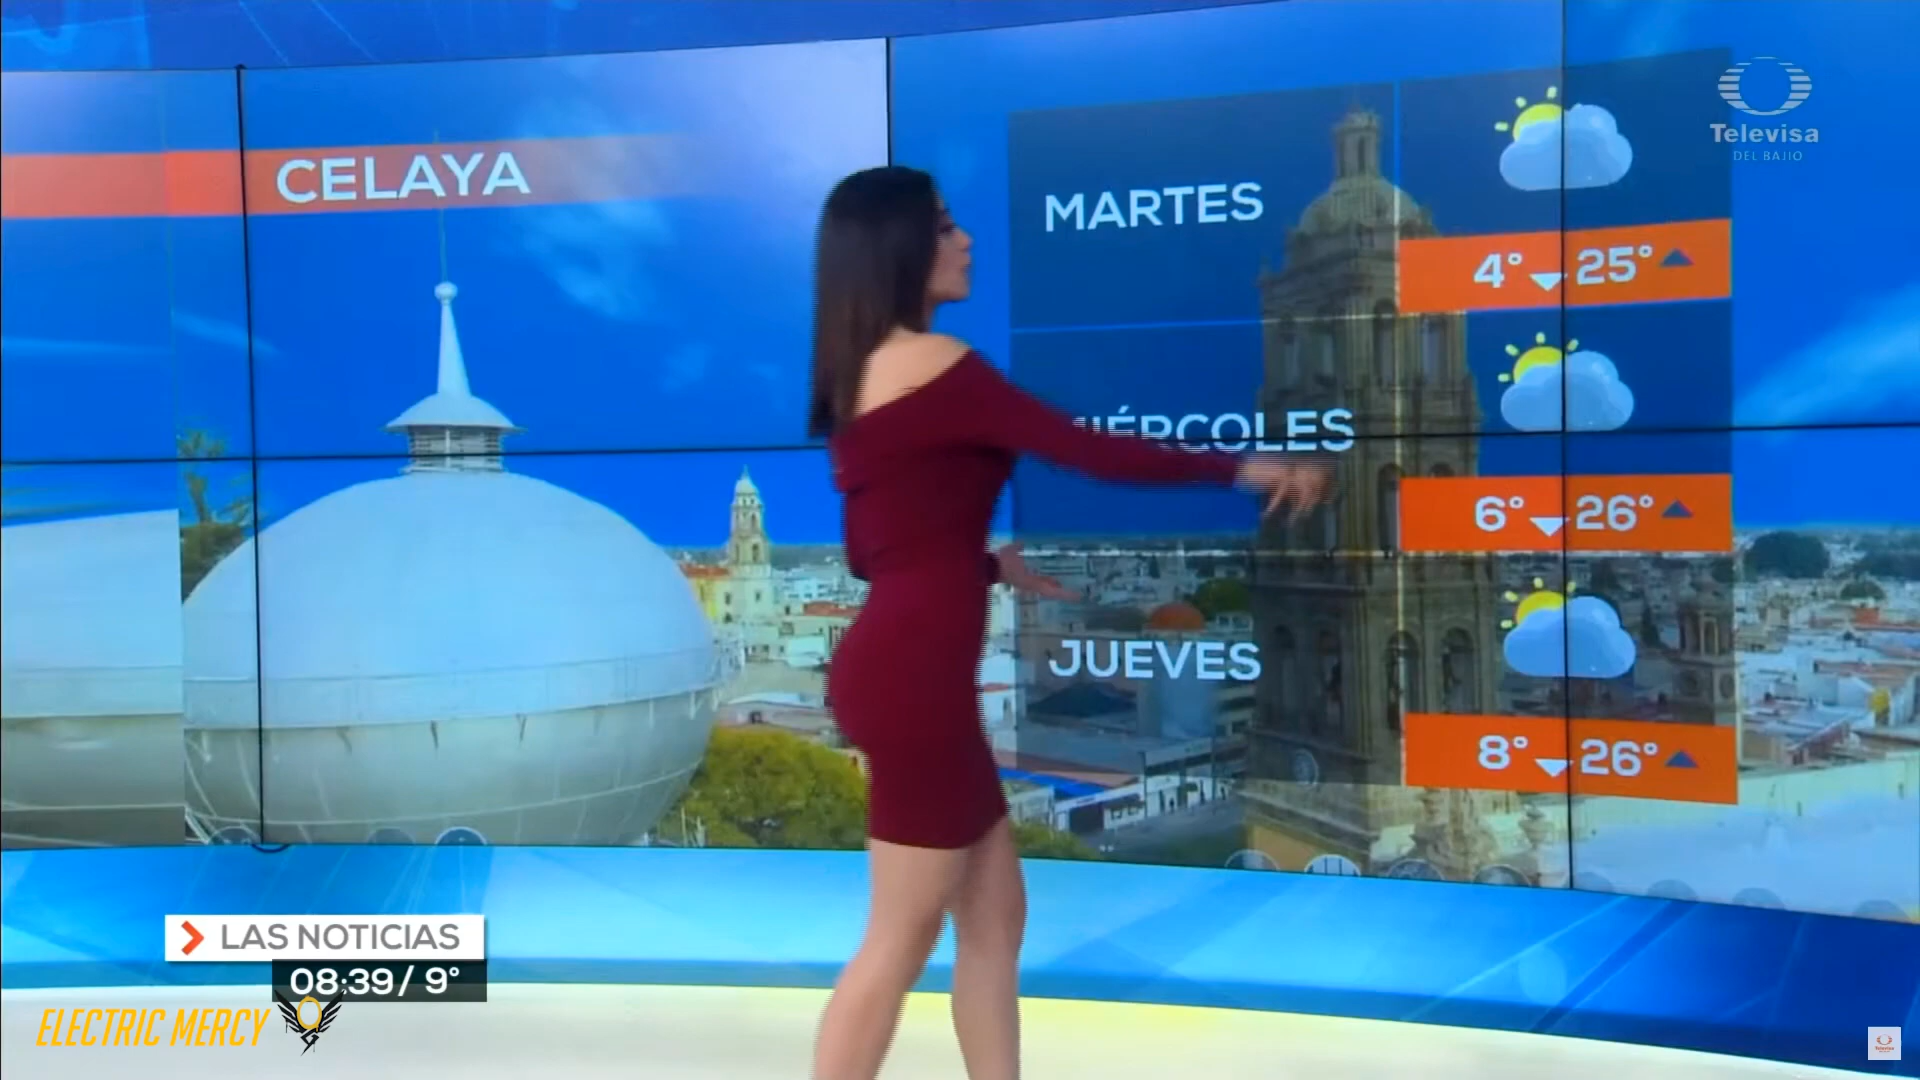 CELAYA
Televisa
DEL BAJIO
MARTES
4° 25°
MIÉRCOLES
6° 26°
JUEVES
8° 26°
LAS NOTICIAS
08:39/ 9°
ELECTRIC MERCY